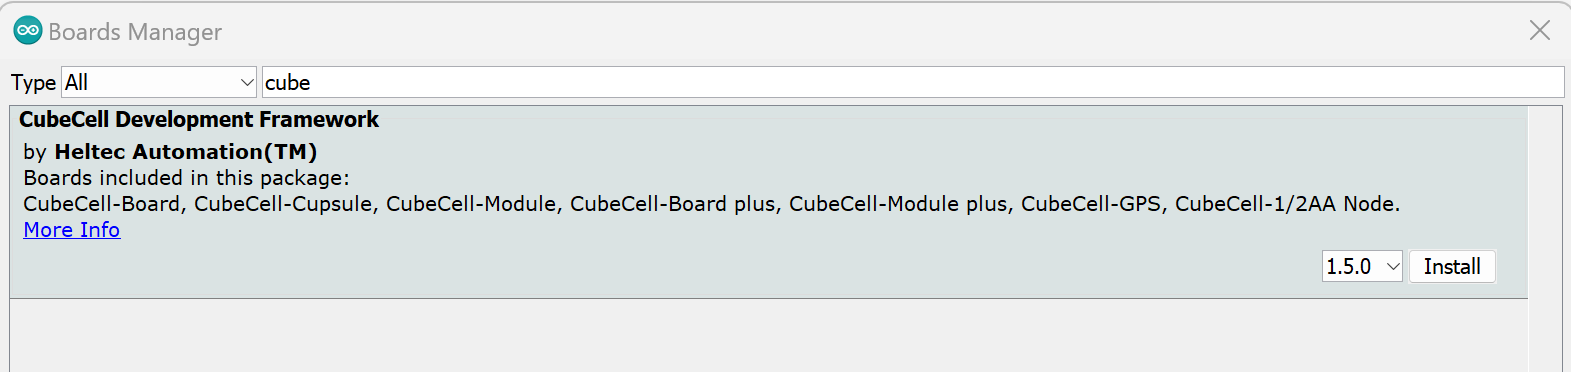 Boards Manager
Type All cube
CubeCell Development Framework
by Heltec Automation(TM)
Boards included in this package:
CubeCell-Board, CubeCell-Cupsule, CubeCell-Module, CubeCell-Board plus, CubeCell-Module plus, CubeCell-GPS, CubeCell-1/2AA Node.
More Info
1.5.0 Install